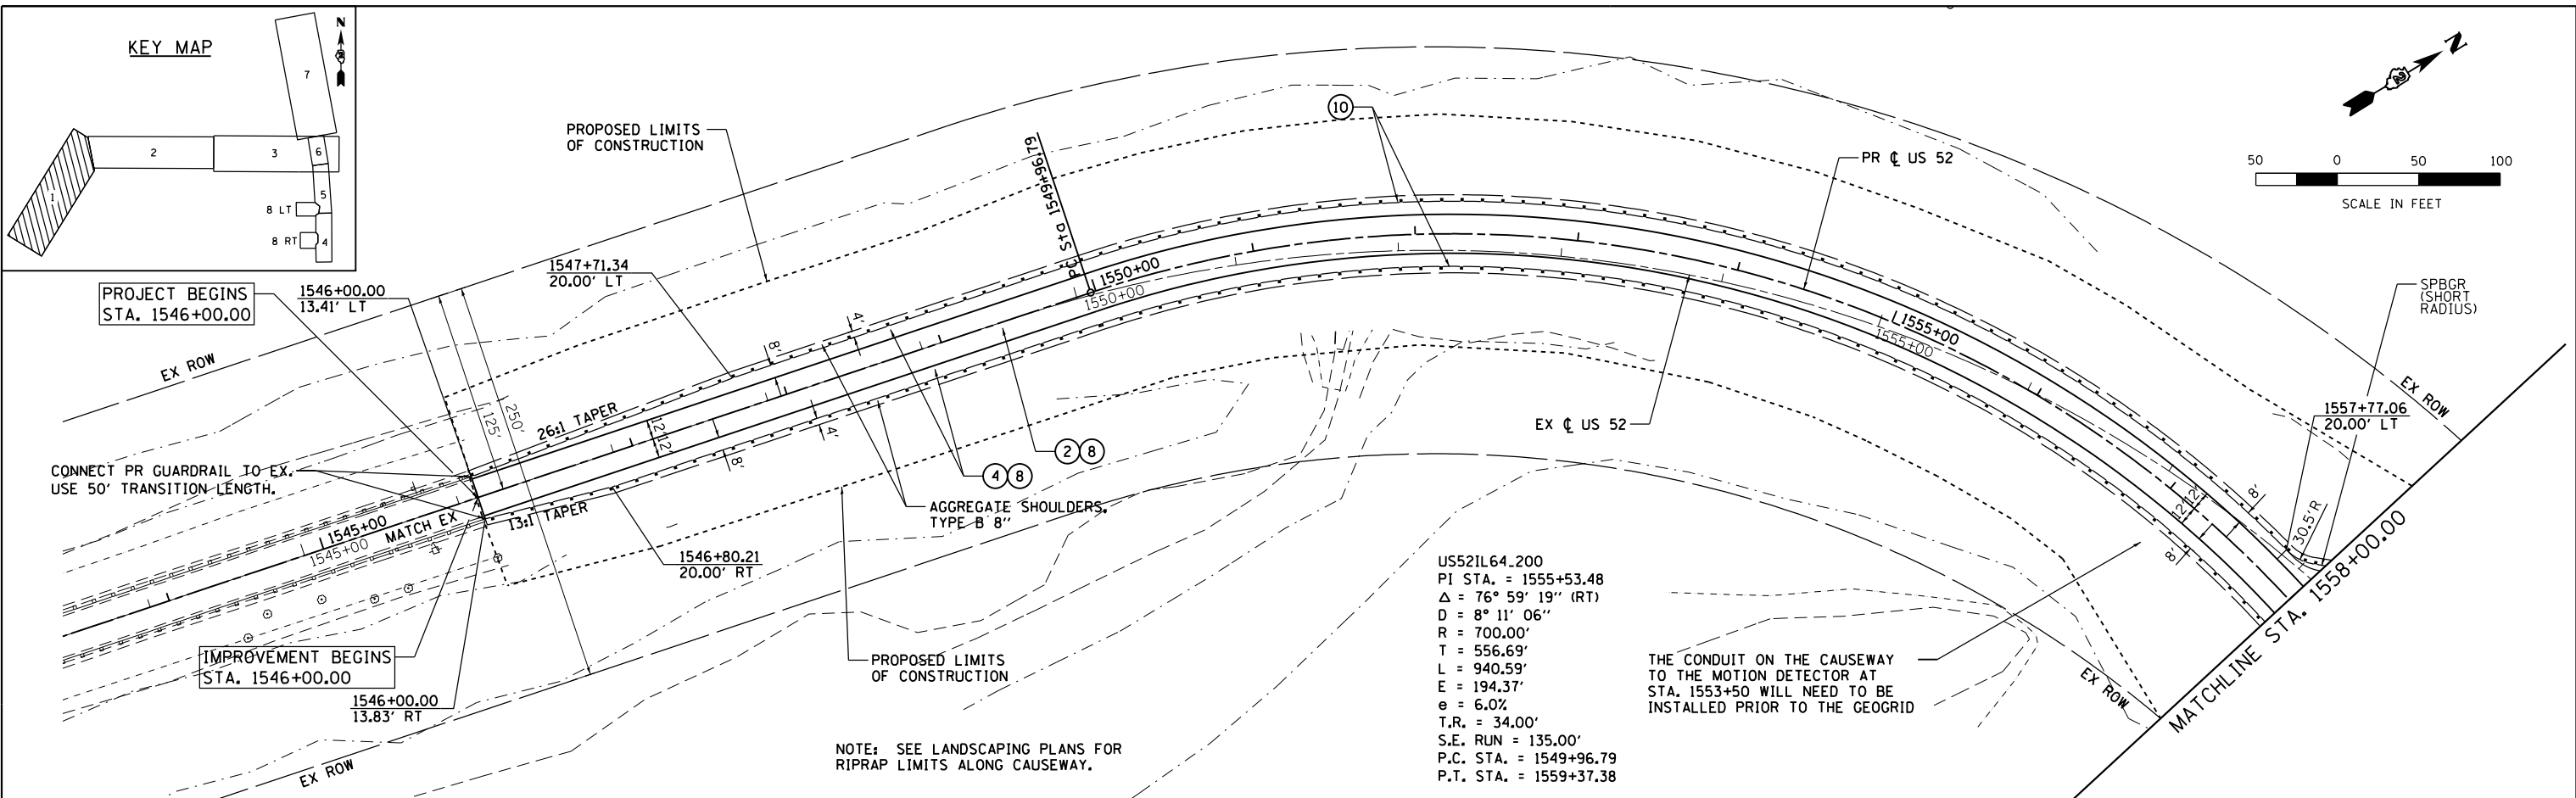 KEY MAP
N
7
2
3
6
1
5
8 LT
8 RT
4
N
50 0 50 100
SCALE IN FEET
PROPOSED LIMITS
OF CONSTRUCTION
10
PR ℄ US 52
PC Sta 1549+96.79
1547+71.34
20.00' LT
1550+00
1550+00
PROJECT BEGINS
STA. 1546+00.00
1546+00.00
13.41' LT
EX ROW
SPBGR
(SHORT
RADIUS)
1555+00
1555+00
4'
8'
125'
250'
26:1 TAPER
12'
12'
EX ROW
1557+77.06
20.00' LT
EX ℄ US 52
2 8
4 8
4'
8'
CONNECT PR GUARDRAIL TO EX.
USE 50' TRANSITION LENGTH.
AGGREGATE SHOULDERS,
TYPE B 8"
13:1 TAPER
1545+00
1545+00
MATCH EX
1546+80.21
20.00' RT
12'
12'
8'
30.5'R
8'
US52IL64_200
PI STA. = 1555+53.48
Δ = 76° 59' 19" (RT)
D = 8° 11' 06"
R = 700.00'
T = 556.69'
L = 940.59'
E = 194.37'
e = 6.0%
T.R. = 34.00'
S.E. RUN = 135.00'
P.C. STA. = 1549+96.79
P.T. STA. = 1559+37.38
IMPROVEMENT BEGINS
STA. 1546+00.00
1546+00.00
13.83' RT
PROPOSED LIMITS
OF CONSTRUCTION
THE CONDUIT ON THE CAUSEWAY
TO THE MOTION DETECTOR AT
STA. 1553+50 WILL NEED TO BE
INSTALLED PRIOR TO THE GEOGRID
EX ROW
MATCHLINE STA. 1558+00.00
NOTE: SEE LANDSCAPING PLANS FOR
RIPRAP LIMITS ALONG CAUSEWAY.
EX ROW